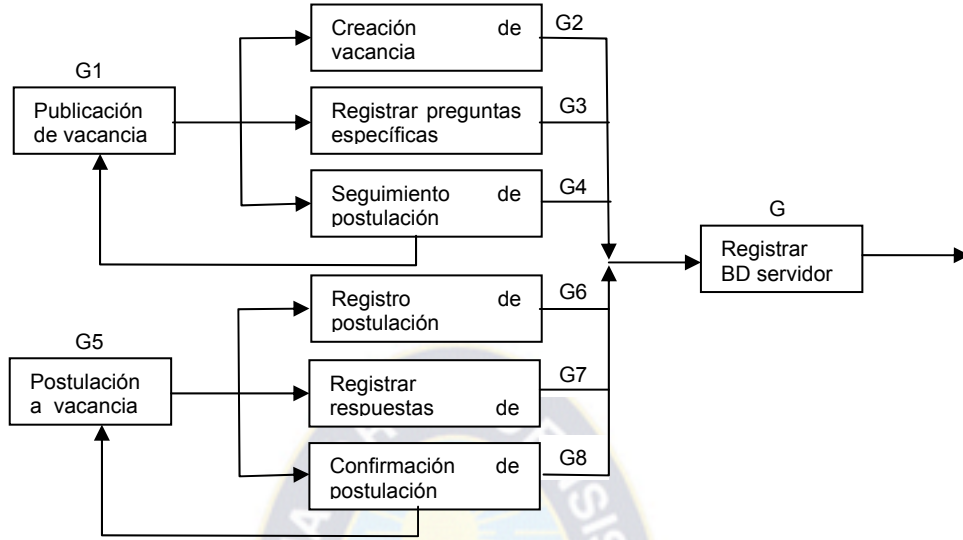 G1
Publicación
de vacancia
Creación de
vacancia
G2
Registrar preguntas
específicas
G3
Seguimiento de
postulación
G4
G
Registrar
BD servidor
G5
Postulación
a vacancia
Registro de
postulación
G6
Registrar
respuestas de
G7
Confirmación de
postulación
G8